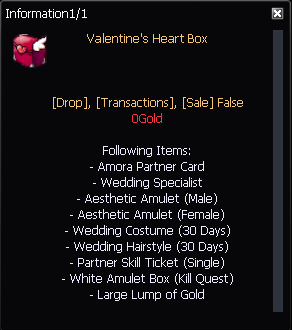 Information1/1
Valentine's Heart Box
[Drop], [Transactions], [Sale] False
0Gold
Following Items:
- Amora Partner Card
- Wedding Specialist
- Aesthetic Amulet (Male)
- Aesthetic Amulet (Female)
- Wedding Costume (30 Days)
- Wedding Hairstyle (30 Days)
- Partner Skill Ticket (Single)
- White Amulet Box (Kill Quest)
- Large Lump of Gold